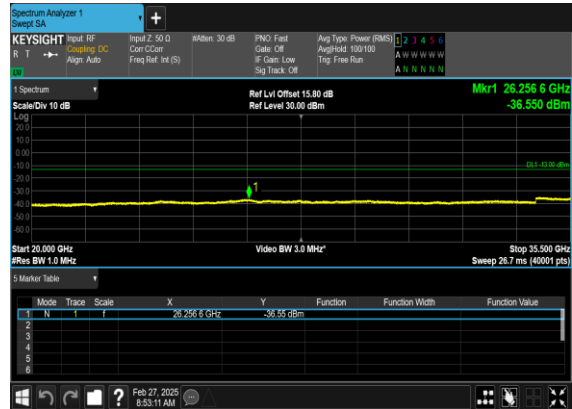 Spectrum Analyzer 1
Swept SA
+
KEYSIGHT Input: RF Input Z: 50 Ω #Atten: 30 dB PNO: Fast Avg Type: Power (RMS) 1 2 3 4 5 6
R T Coupling: DC Corr CCorr Gate: Off Avg|Hold: 100/100 A W W W W W
Align: Auto Freq Ref: Int (S) IF Gain: Low Trig: Free Run
Sig Track: Off A N N N N N
1 Spectrum
Ref Lvl Offset 15.80 dB Mkr1 26.256 6 GHz
Scale/Div 10 dB Ref Level 30.00 dBm -36.550 dBm
Log
20.0
10.0
0.00
-10.0
DL1 -13.00 dBm
-20.0
-30.0
1
-40.0
-50.0
-60.0
Start 20.000 GHz Video BW 3.0 MHz* Stop 35.500 GHz
#Res BW 1.0 MHz Sweep 26.7 ms (40001 pts)
5 Marker Table
Mode Trace Scale X Y Function Function Width Function Value
1 N 1 f 26.256 6 GHz -36.55 dBm
2
3
4
5
6
? Feb 27, 2025
8:53:11 AM